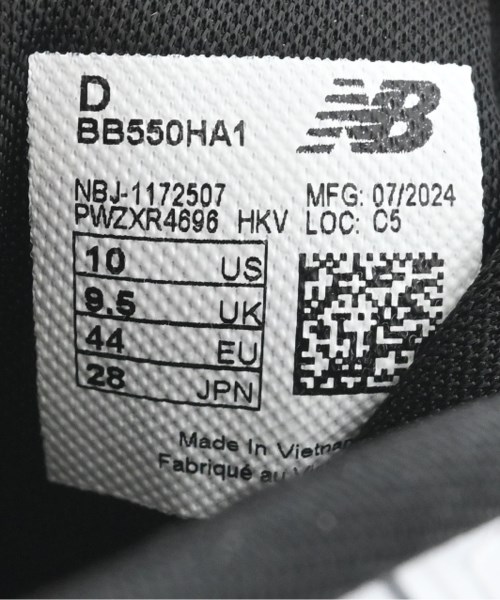 D
NB
BB550HA1
NBJ-1172507 MFG: 07/2024
PWZXR4696 HKV LOC: C5
10 US
9.5 UK
44 EU
28 JPN
Made In
Fabriqué au